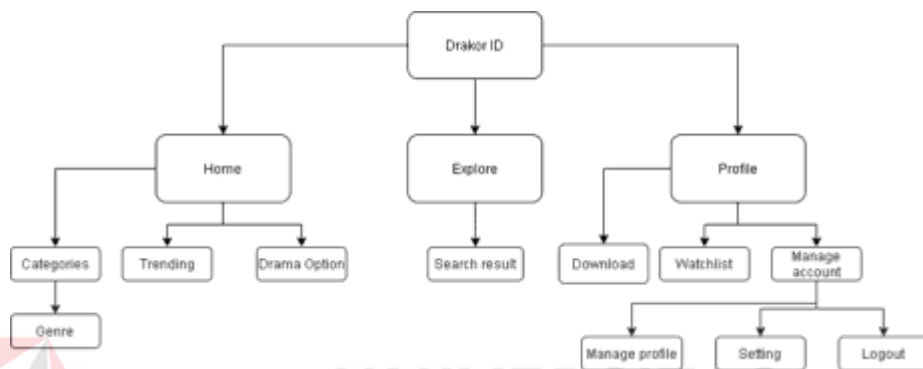 Drakor ID
Home
Explore
Profile
Categories
Trending
Drama Option
Search result
Download
Watchlist
Manage
account
Genre
Manage profile
Setting
Logout